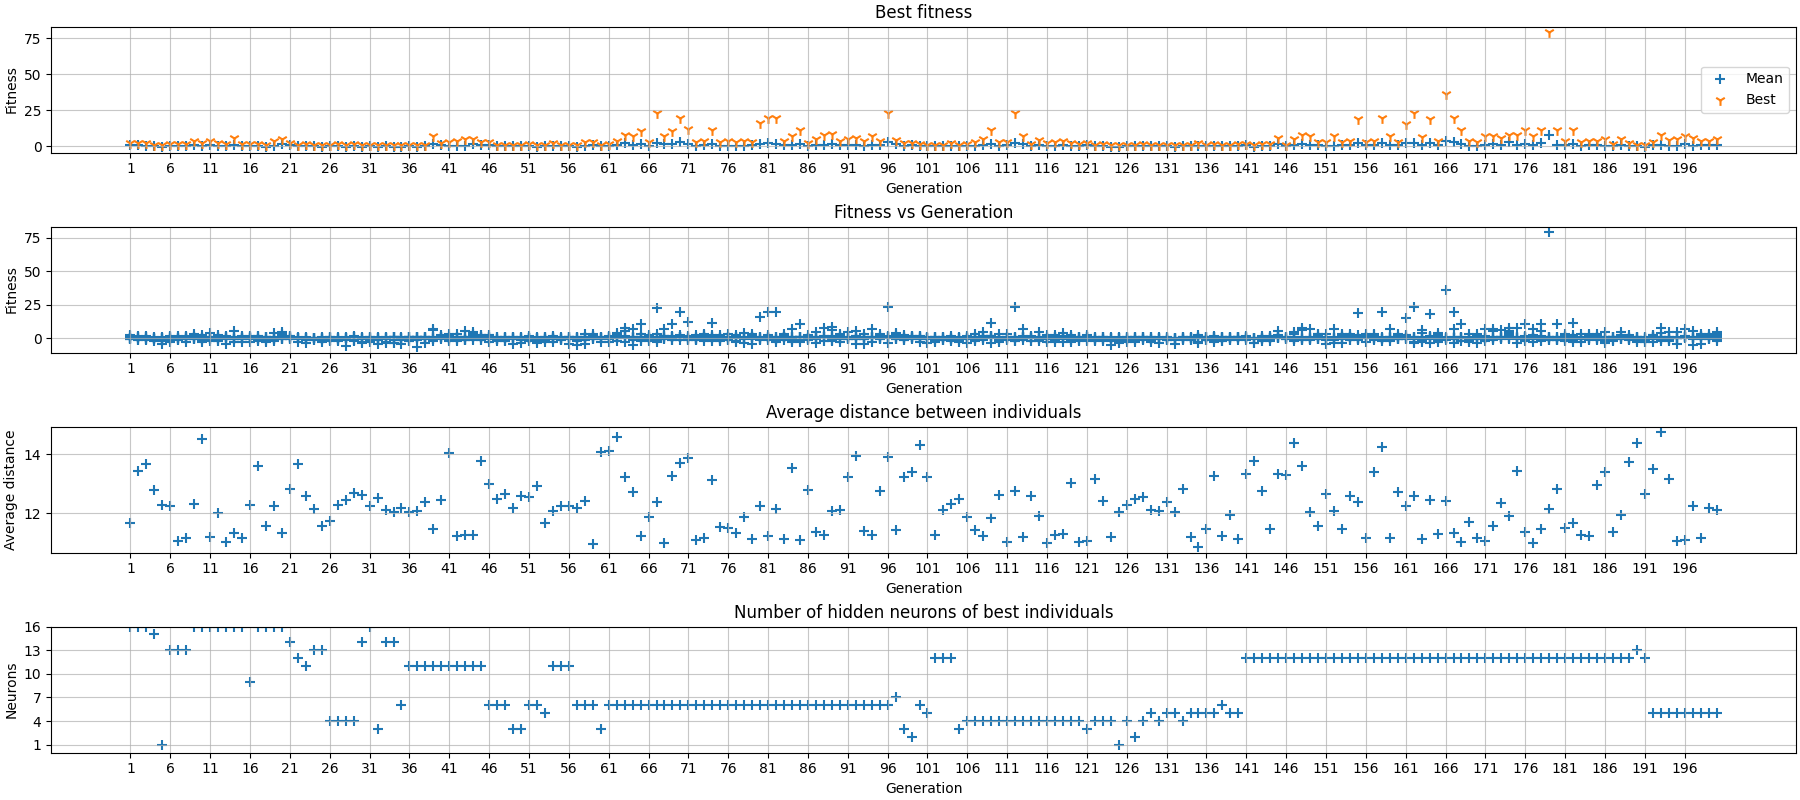 Best fitness
75
50
25
0
Fitness
Mean
Best
1 6 11 16 21 26 31 36 41 46 51 56 61 66 71 76 81 86 91 96 101 106 111 116 121 126 131 136 141 146 151 156 161 166 171 176 181 186 191 196
Generation
Fitness vs Generation
75
50
25
0
Fitness
1 6 11 16 21 26 31 36 41 46 51 56 61 66 71 76 81 86 91 96 101 106 111 116 121 126 131 136 141 146 151 156 161 166 171 176 181 186 191 196
Generation
Average distance between individuals
14
12
Average distance
1 6 11 16 21 26 31 36 41 46 51 56 61 66 71 76 81 86 91 96 101 106 111 116 121 126 131 136 141 146 151 156 161 166 171 176 181 186 191 196
Generation
Number of hidden neurons of best individuals
16
13
10
7
4
1
Neurons
1 6 11 16 21 26 31 36 41 46 51 56 61 66 71 76 81 86 91 96 101 106 111 116 121 126 131 136 141 146 151 156 161 166 171 176 181 186 191 196
Generation